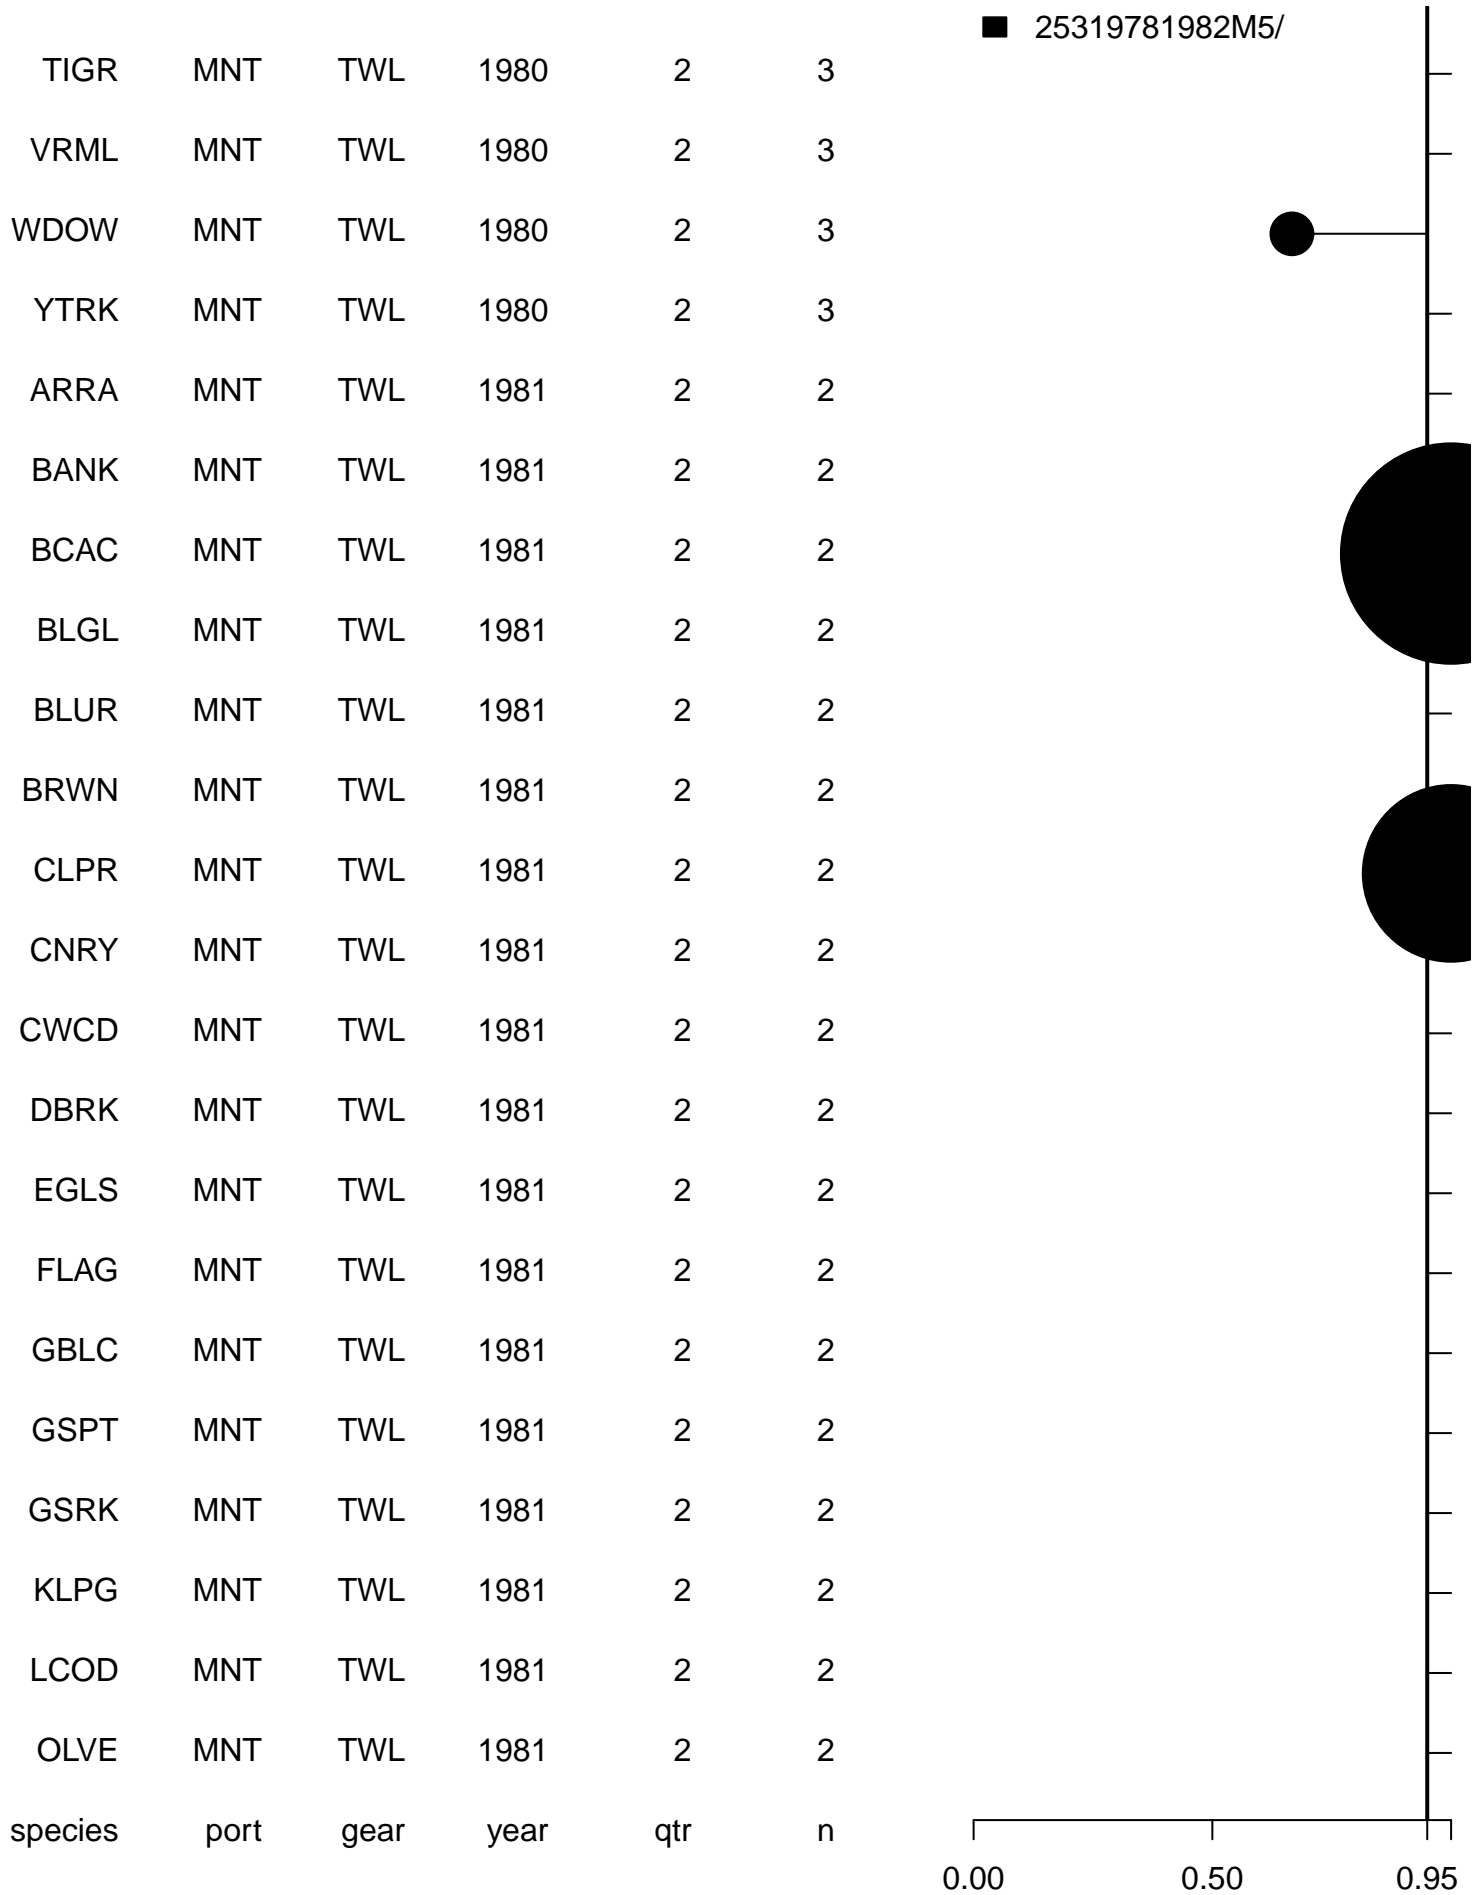 25319781982M5/
TIGR MNT TWL 1980 2 3
VRML MNT TWL 1980 2 3
WDOW MNT TWL 1980 2 3
YTRK MNT TWL 1980 2 3
ARRA MNT TWL 1981 2 2
BANK MNT TWL 1981 2 2
BCAC MNT TWL 1981 2 2
BLGL MNT TWL 1981 2 2
BLUR MNT TWL 1981 2 2
BRWN MNT TWL 1981 2 2
CLPR MNT TWL 1981 2 2
CNRY MNT TWL 1981 2 2
CWCD MNT TWL 1981 2 2
DBRK MNT TWL 1981 2 2
EGLS MNT TWL 1981 2 2
FLAG MNT TWL 1981 2 2
GBLC MNT TWL 1981 2 2
GSPT MNT TWL 1981 2 2
GSRK MNT TWL 1981 2 2
KLPG MNT TWL 1981 2 2
LCOD MNT TWL 1981 2 2
OLVE MNT TWL 1981 2 2
species port gear year qtr n
0.00 0.50 0.95